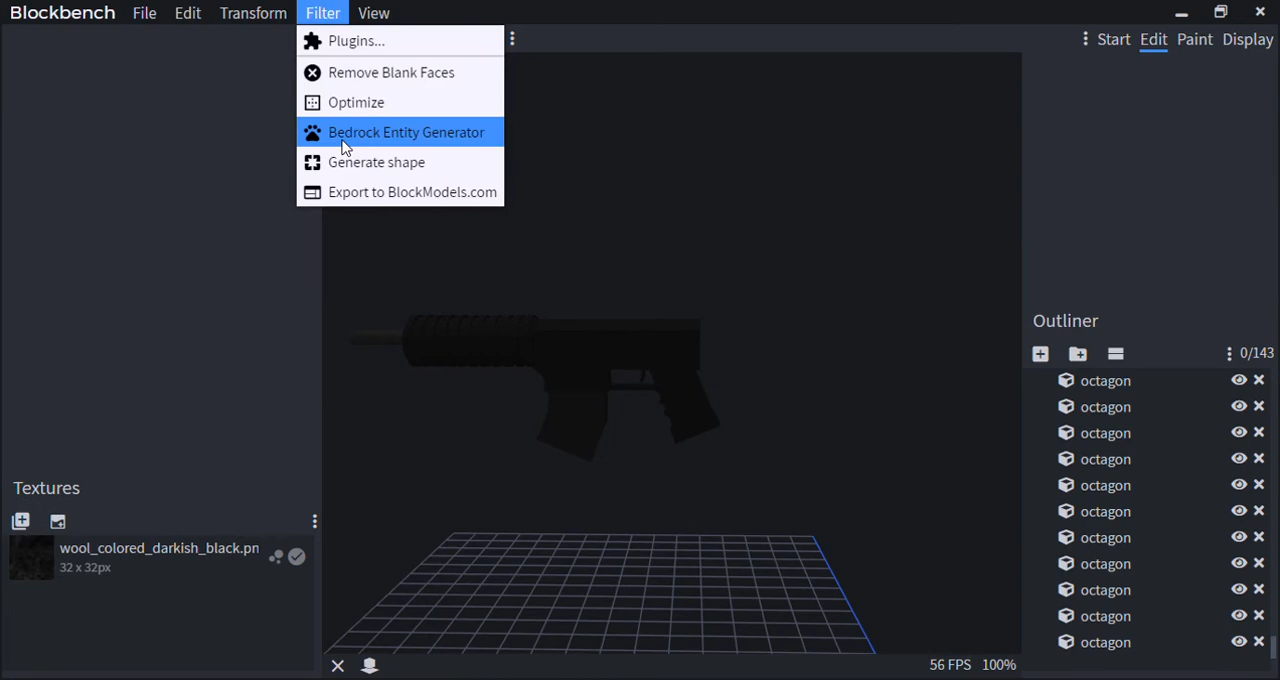 Blockbench File Edit Transform Filter View
Start Edit Paint Display
Plugins...
Remove Blank Faces
Optimize
Bedrock Entity Generator
Generate shape
Export to BlockModels.com
Outliner
0/143
octagon
octagon
octagon
octagon
octagon
octagon
octagon
octagon
octagon
octagon
octagon
Textures
wool_colored_darkish_black.pn
32 x 32px
56 FPS 100%